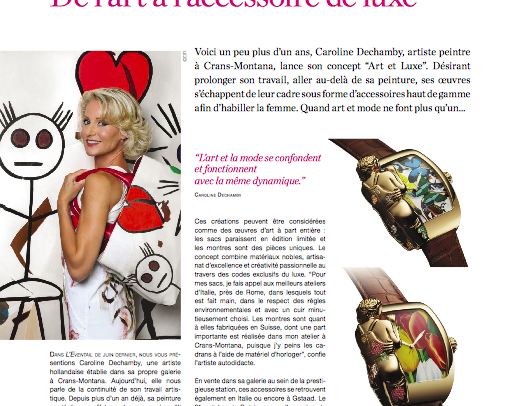 De l'art à l'accessoire de luxe
Voici un peu plus d'un ans, Caroline Dechamby, artiste peintre
à Crans-Montana, lance son concept "Art et Luxe". Désirant
prolonger son travail, aller au-delà de sa peinture, ses œuvres
s'échappent de leur cadre sous forme d'accessoires haut de gamme
afin d'habiller la femme. Quand art et mode ne font plus qu'un...
"L'art et la mode se confondent
et fonctionnent
avec la même dynamique."
Caroline Dechamby
Ces créations peuvent être considérées
comme des œuvres d'art à part entière :
les sacs paraissent en édition limitée et
les montres sont des pièces uniques. Le
concept combine matériaux nobles, artisa-
nat d'excellence et créativité passionnelle au
travers des codes exclusifs du luxe. "Pour
mes sacs, je fais appel aux meilleurs ateliers
d'Italie, près de Rome, dans lesquels tout
est fait main, dans le respect des règles
environnementales et avec un cuir minu-
tieusement choisi. Les montres sont quant
à elles fabriquées en Suisse, dont une part
importante est réalisée dans mon atelier à
Crans-Montana, puisque j'y peins les ca-
drans à l'aide de matériel d'horloger", confie
l'artiste autodidacte.
En vente dans sa galerie au sein de la presti-
gieuse station, ces accessoires se retrouvent
également en Italie ou encore à Gstaad. Le
Dans L'Éventail de juin dernier, nous vous pré-
sentions Caroline Dechamby, une artiste
hollandaise établie dans sa propre galerie
à Crans-Montana. Aujourd'hui, elle nous
parle de la continuité de son travail artis-
tique. Depuis plus d'un an déjà, sa peinture